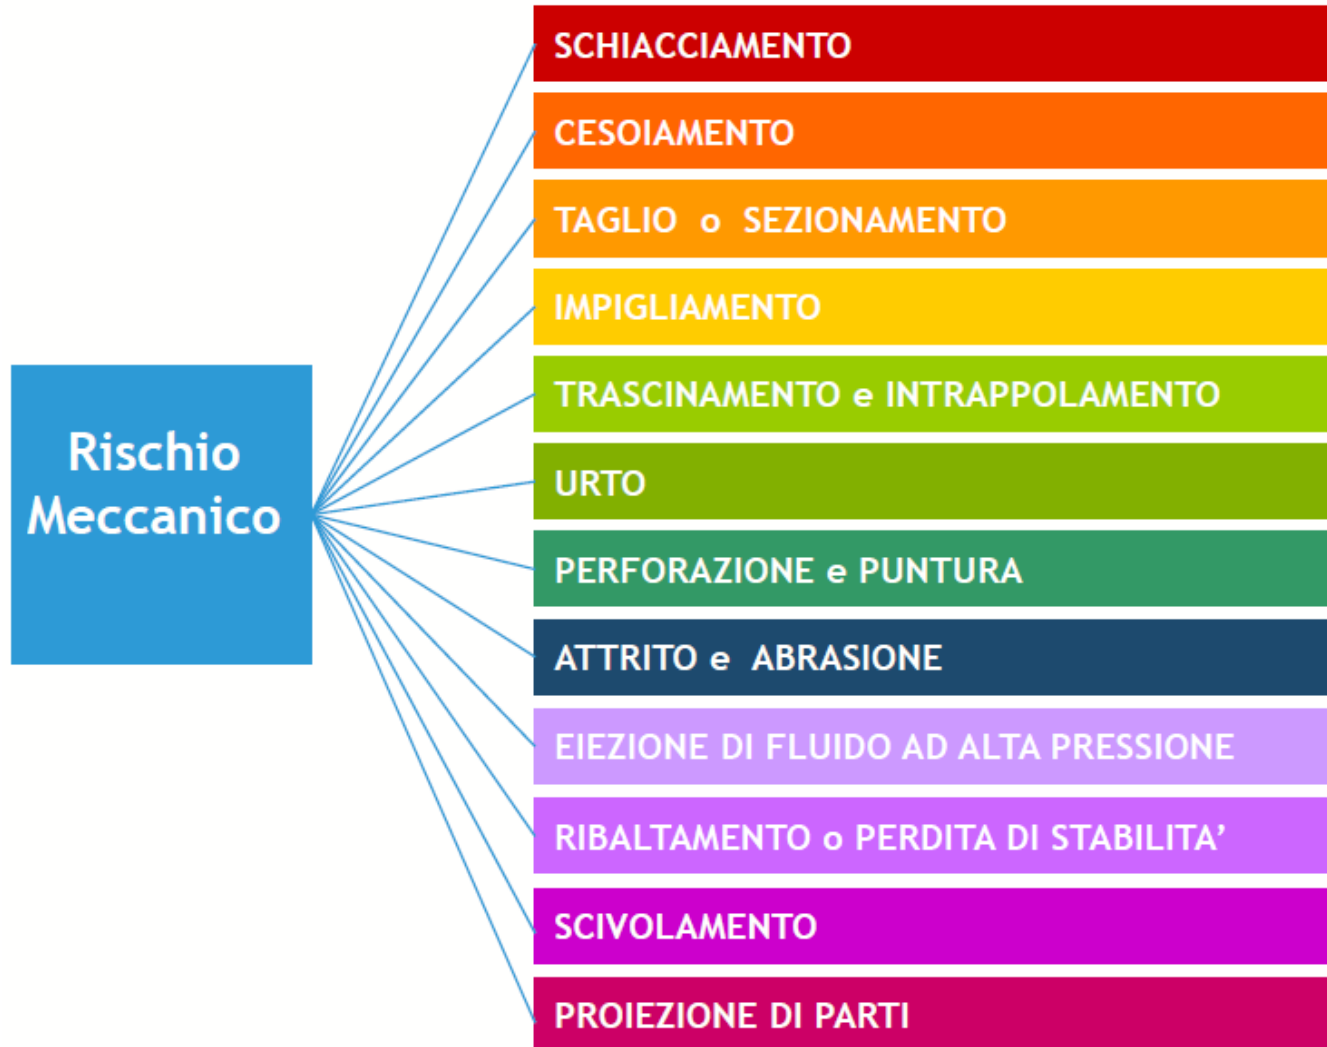 Rischio
Meccanico
SCHIACCIAMENTO
CESOIAMENTO
TAGLIO o SEZIONAMENTO
IMPIGLIAMENTO
TRASCINAMENTO e INTRAPPOLAMENTO
URTO
PERFORAZIONE e PUNTURA
ATTRITO e ABRASIONE
EIEZIONE DI FLUIDO AD ALTA PRESSIONE
RIBALTAMENTO o PERDITA DI STABILITA’
SCIVOLAMENTO
PROIEZIONE DI PARTI